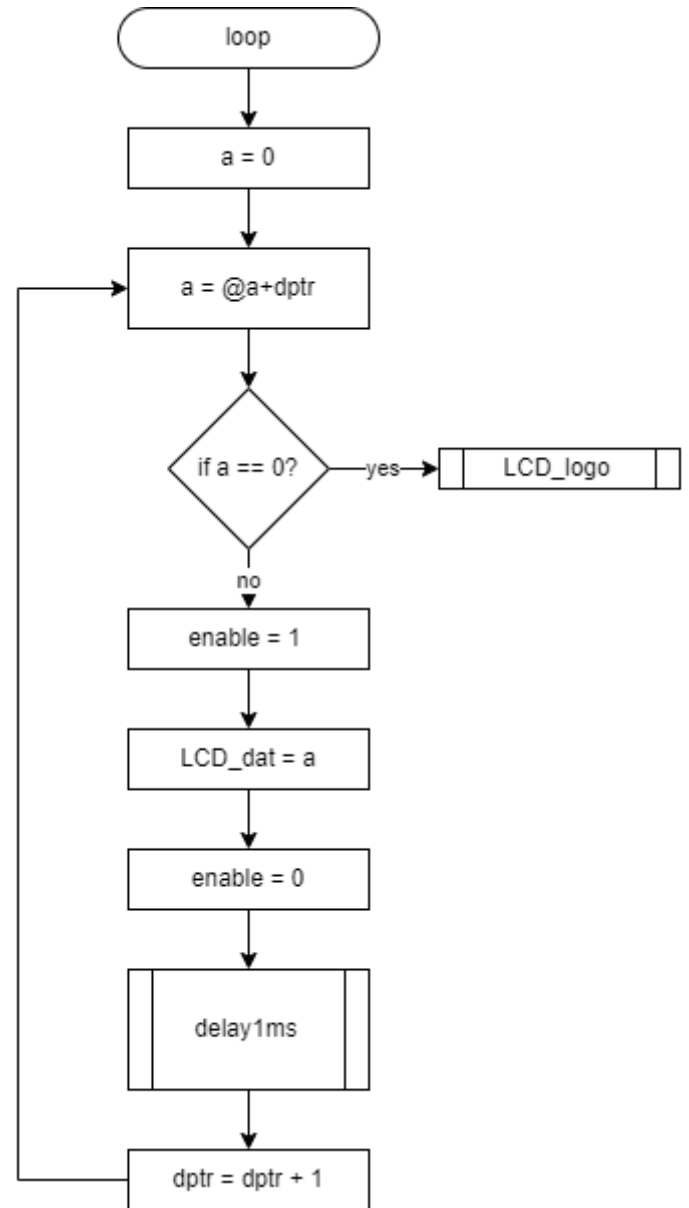 loop
a = 0
a = @a+dptr
if a == 0?
yes
LCD_logo
no
enable = 1
LCD_dat = a
enable = 0
delay1ms
dptr = dptr + 1